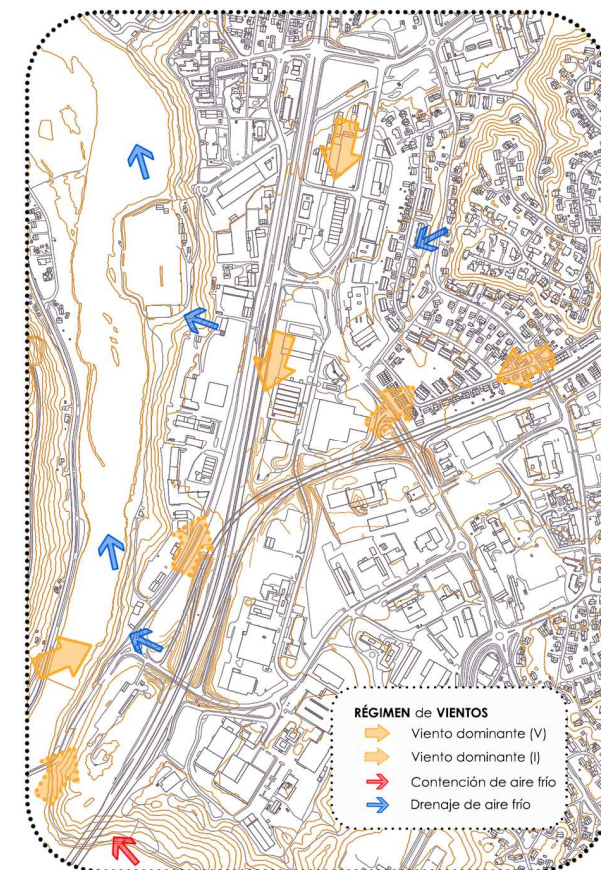 RÉGIMEN de VIENTOS
Viento dominante (V)
Viento dominante (I)
Contención de aire frío
Drenaje de aire frío